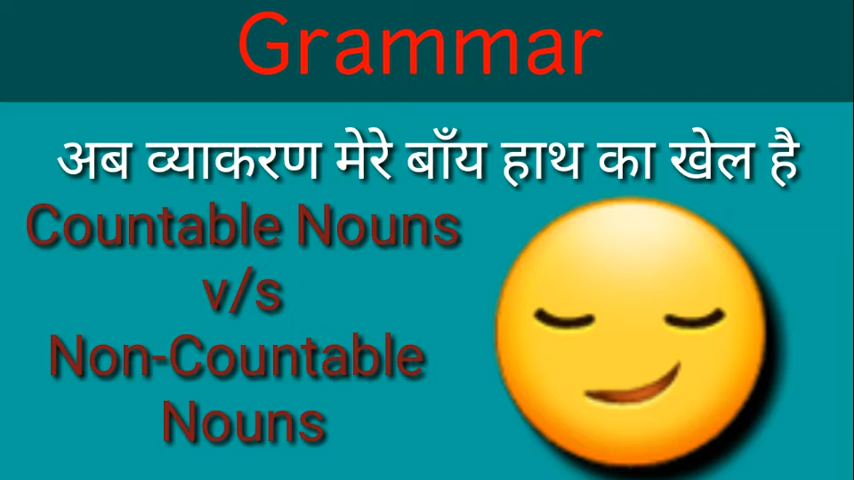 Grammar
अब व्याकरण मेरे बाँय हाथ का खेल है
Countable Nouns
v/s
Non-Countable
Nouns